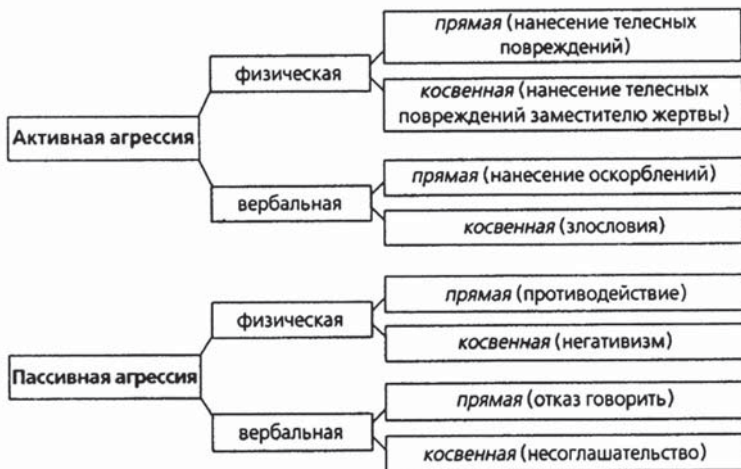 Активная агрессия
физическая
прямая (нанесение телесных
повреждений)
косвенная (нанесение телесных
повреждений заместителю жертвы)
вербальная
прямая (нанесение оскорблений)
косвенная (злословия)
Пассивная агрессия
физическая
прямая (противодействие)
косвенная (негативизм)
вербальная
прямая (отказ говорить)
косвенная (несоглашательство)